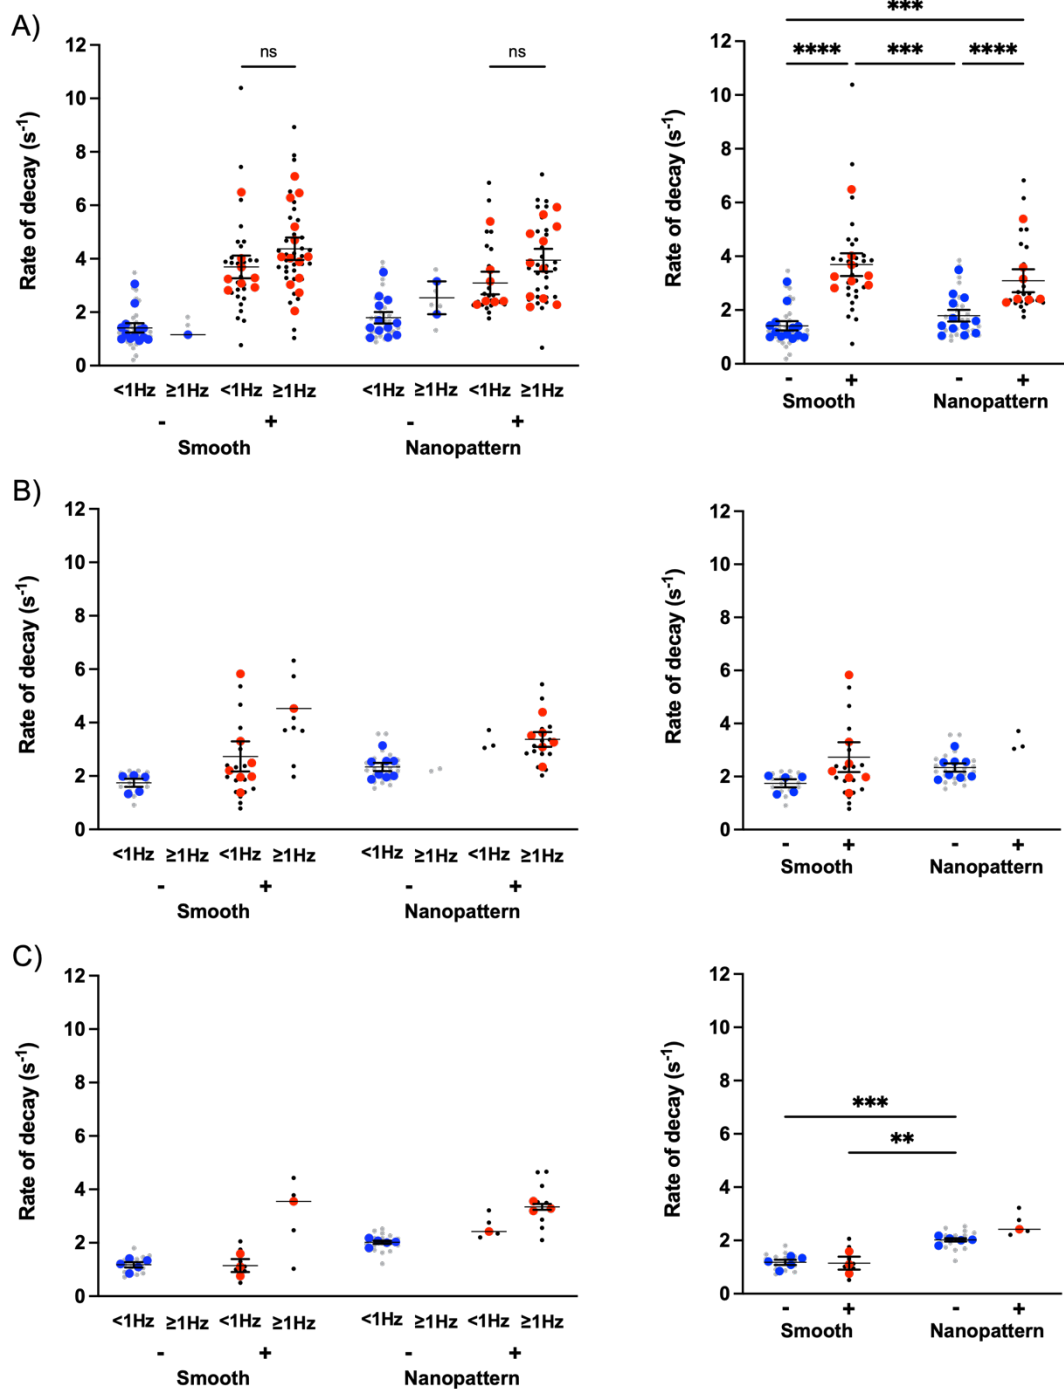 A)
12
10
8
6
4
2
0
Rate of decay (s-1)
ns
ns
<1Hz ≥1Hz <1Hz ≥1Hz <1Hz ≥1Hz <1Hz ≥1Hz
- + - +
Smooth Nanopattern
12
10
8
6
4
2
0
Rate of decay (s-1)
***
**** *** ****
- + - +
Smooth Nanopattern
B)
12
10
8
6
4
2
0
Rate of decay (s-1)
<1Hz ≥1Hz <1Hz ≥1Hz <1Hz ≥1Hz <1Hz ≥1Hz
- + - +
Smooth Nanopattern
12
10
8
6
4
2
0
Rate of decay (s-1)
- + - +
Smooth Nanopattern
C)
12
10
8
6
4
2
0
Rate of decay (s-1)
<1Hz ≥1Hz <1Hz ≥1Hz <1Hz ≥1Hz <1Hz ≥1Hz
- + - +
Smooth Nanopattern
12
10
8
6
4
2
0
Rate of decay (s-1)
***
**
- + - +
Smooth Nanopattern